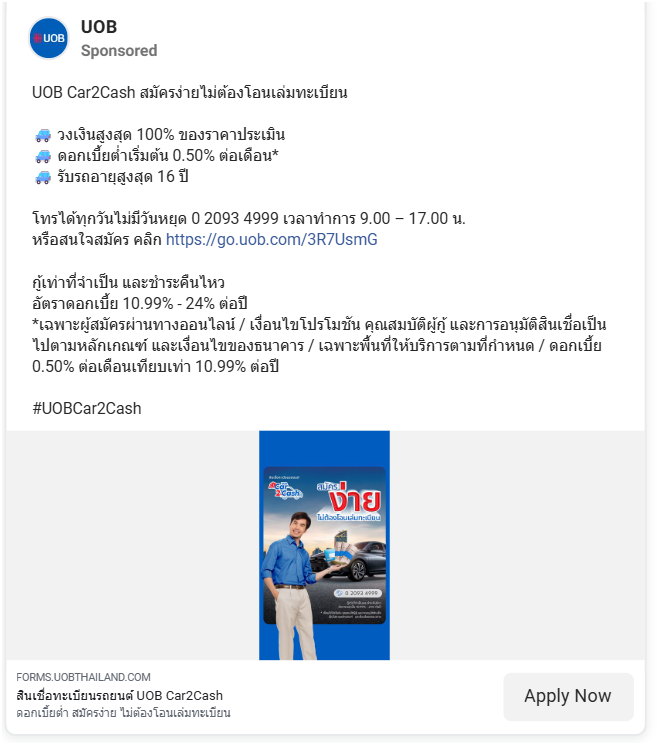 UOB
UOB
Sponsored
UOB Car2Cash สมัครง่ายไม่ต้องโอนเล่มทะเบียน
🚙 วงเงินสูงสุด 100% ของราคาประเมิน
🚙 ดอกเบี้ยต่ำเริ่มต้น 0.50% ต่อเดือน*
🚙 รับรถอายุสูงสุด 16 ปี
โทรได้ทุกวันไม่มีวันหยุด 0 2093 4999 เวลาทำการ 9.00 – 17.00 น.
หรือสนใจสมัคร คลิก https://go.uob.com/3R7UsmG
กู้เท่าที่จำเป็น และชำระคืนไหว
อัตราดอกเบี้ย 10.99% - 24% ต่อปี
*เฉพาะผู้สมัครผ่านทางออนไลน์ / เงื่อนไขโปรโมชัน คุณสมบัติผู้กู้ และการอนุมัติสินเชื่อเป็น
ไปตามหลักเกณฑ์ และเงื่อนไขของธนาคาร / เฉพาะพื้นที่ให้บริการตามที่กำหนด / ดอกเบี้ย
0.50% ต่อเดือนเทียบเท่า 10.99% ต่อปี
#UOBCar2Cash
Car
2Cash
สมัคร
ง่าย
ไม่ต้องโอนเล่มทะเบียน
0 2093 4999
FORMS.UOBTHAILAND.COM
สินเชื่อทะเบียนรถยนต์ UOB Car2Cash
ดอกเบี้ยต่ำ สมัครง่าย ไม่ต้องโอนเล่มทะเบียน
Apply Now